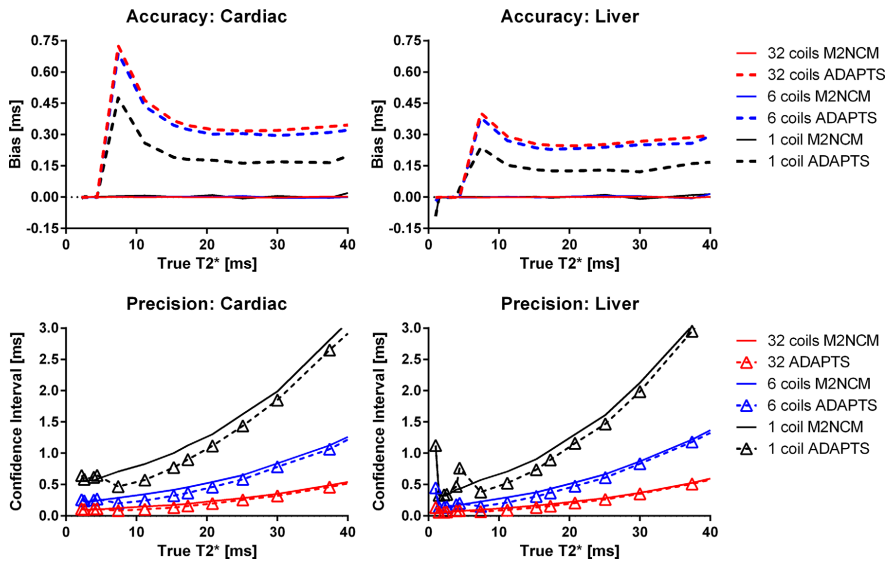 Accuracy: Cardiac
Bias [ms]
0.75
0.60
0.45
0.30
0.15
0.00
-0.15
0 10 20 30 40
True T2* [ms]
Accuracy: Liver
Bias [ms]
0.75
0.60
0.45
0.30
0.15
0.00
-0.15
0 10 20 30 40
True T2* [ms]
32 coils M2NCM
32 coils ADAPTS
6 coils M2NCM
6 coils ADAPTS
1 coil M2NCM
1 coil ADAPTS
Precision: Cardiac
Confidence Interval [ms]
3.0
2.5
2.0
1.5
1.0
0.5
0.0
0 10 20 30 40
True T2* [ms]
Precision: Liver
Confidence Interval [ms]
3.0
2.5
2.0
1.5
1.0
0.5
0.0
0 10 20 30 40
True T2* [ms]
32 coils M2NCM
32 ADAPTS
6 coils M2NCM
6 coils ADAPTS
1 coil M2NCM
1 coil ADAPTS